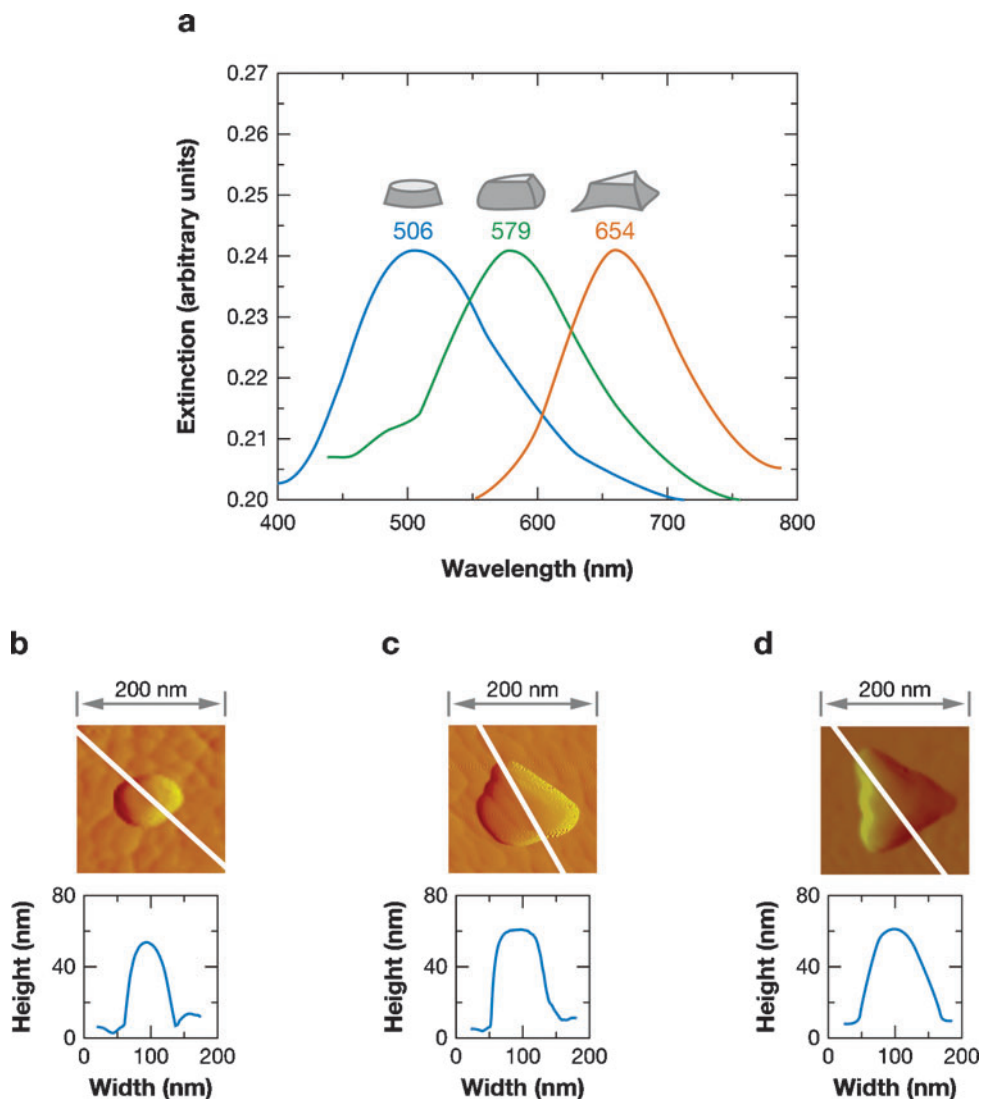 a
0.27
0.26
0.25
0.24
0.23
0.22
0.21
0.20
Extinction (arbitrary units)
506 579 654
400 500 600 700 800
Wavelength (nm)
b c d
200 nm 200 nm 200 nm
80 80 80
40 40 40
0 0 0
Height (nm) Height (nm) Height (nm)
0 100 200 0 100 200 0 100 200
Width (nm) Width (nm) Width (nm)